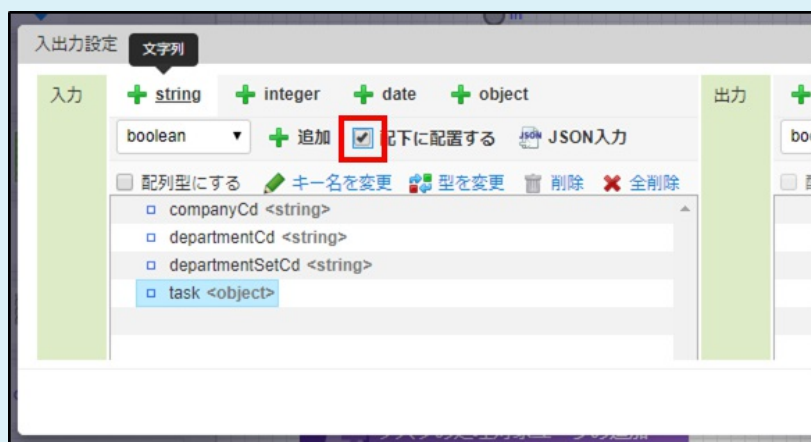 in
入出力設定
文字列
入力
string integer date object
出力
boolean ▼ 追加 配下に配置する JSON JSON入力
配列型にする キー名を変更 型を変更 削除 全削除
companyCd <string>
departmentCd <string>
departmentSetCd <string>
task <object>